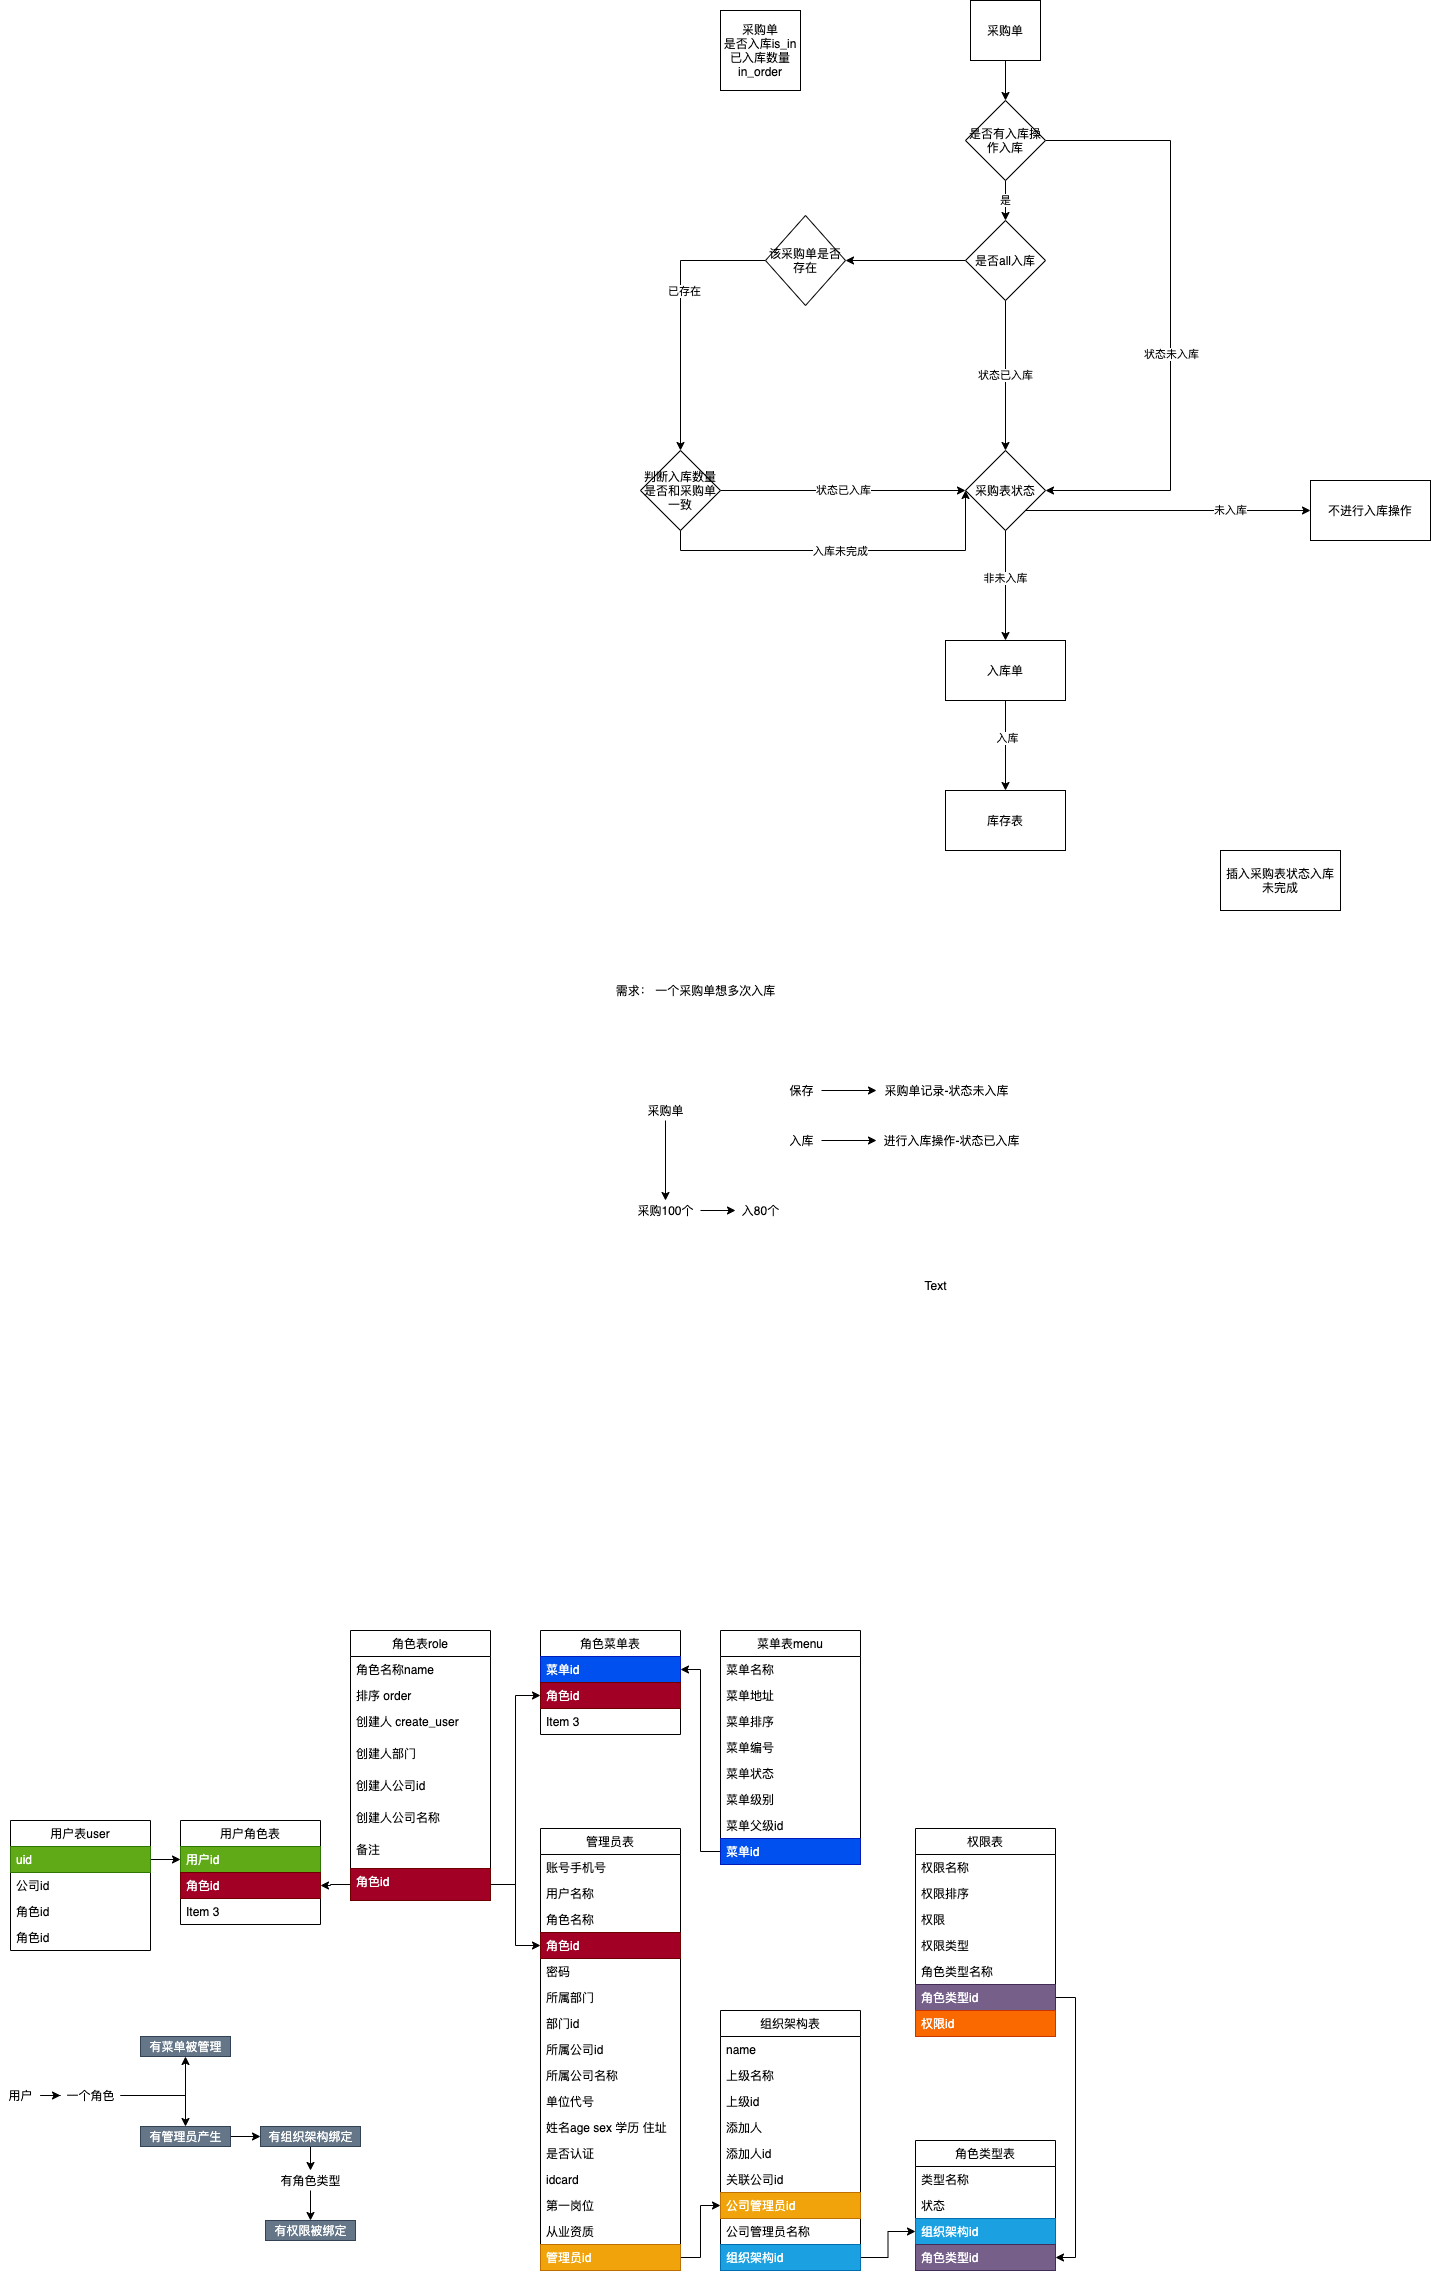 采购单
是否入库is_in
已入库数量
in_order
采购单
是否有入库操
作入库
是
是否all入库
该采购单是否
存在
已存在
状态未入库
状态已入库
判断入库数量
是否和采购单
一致
状态已入库
采购表状态
入库未完成
未入库
不进行入库操作
非未入库
入库单
入库
库存表
插入采购表状态入库
未完成
需求： 一个采购单想多次入库
保存
采购单记录-状态未入库
采购单
入库
进行入库操作-状态已入库
采购100个
入80个
Text
用户表user
uid
公司id
角色id
角色id
用户角色表
用户id
角色id
Item 3
角色表role
角色名称name
排序 order
创建人 create_user
创建人部门
创建人公司id
创建人公司名称
备注
角色id
角色菜单表
菜单id
角色id
Item 3
菜单表menu
菜单名称
菜单地址
菜单排序
菜单编号
菜单状态
菜单级别
菜单父级id
菜单id
管理员表
账号手机号
用户名称
角色名称
角色id
密码
所属部门
部门id
所属公司id
所属公司名称
单位代号
姓名age sex 学历 住址
是否认证
idcard
第一岗位
从业资质
管理员id
权限表
权限名称
权限排序
权限
权限类型
角色类型名称
角色类型id
权限id
组织架构表
name
上级名称
上级id
添加人
添加人id
关联公司id
公司管理员id
公司管理员名称
组织架构id
角色类型表
类型名称
状态
组织架构id
角色类型id
有菜单被管理
用户
一个角色
有管理员产生
有组织架构绑定
有角色类型
有权限被绑定